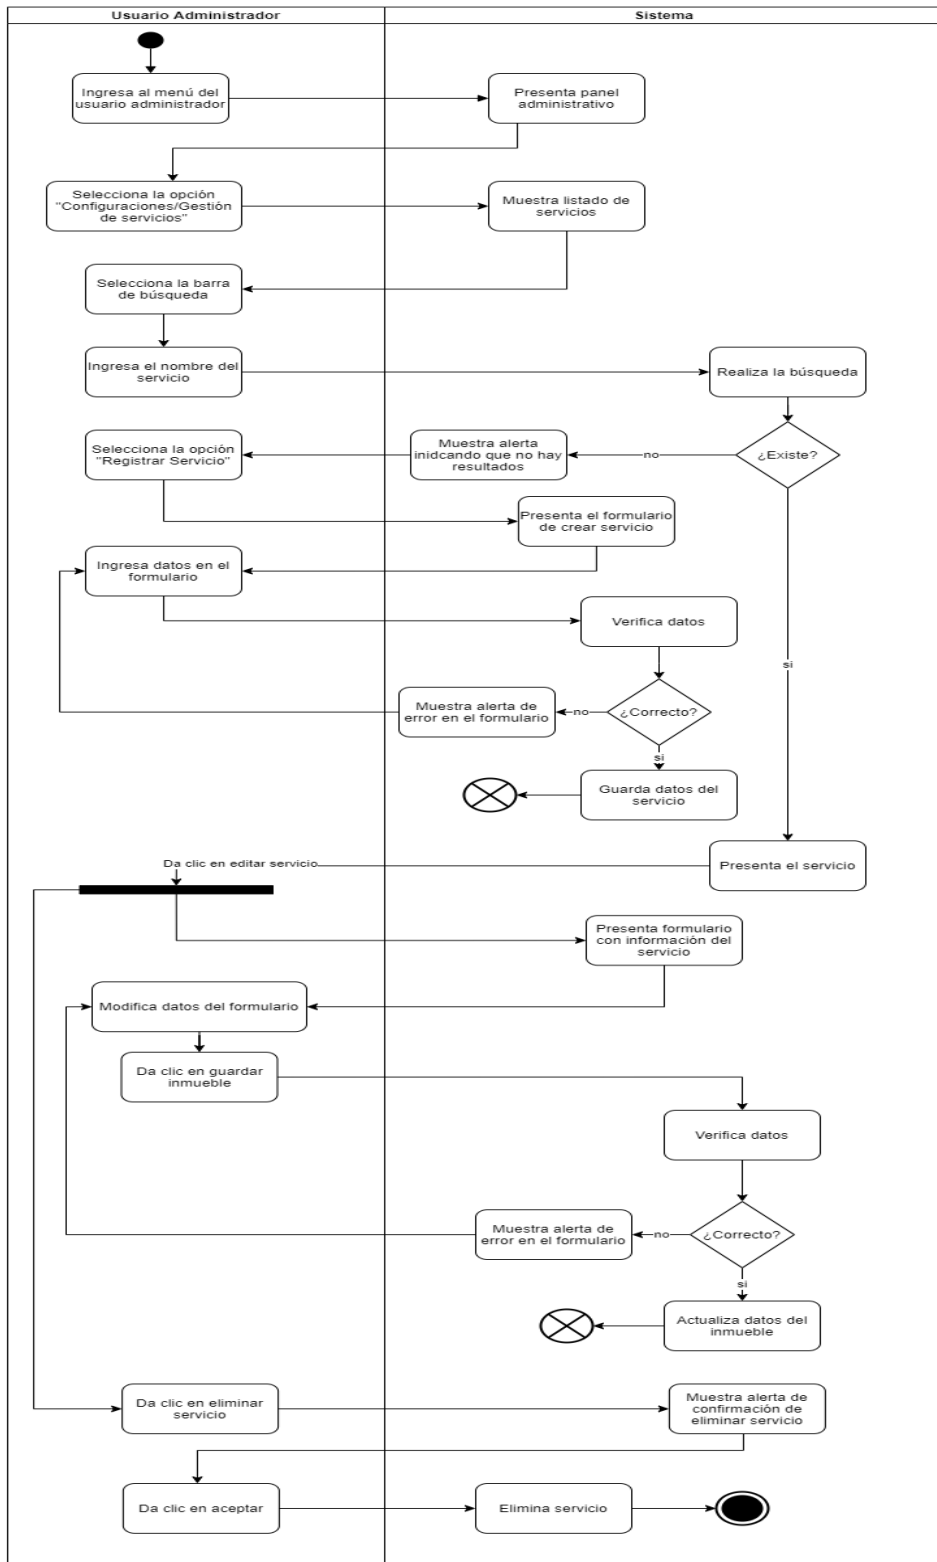 Usuario Administrador
Sistema
Ingresa al menú del
usuario administrador
Presenta panel
administrativo
Selecciona la opción
"Configuraciones/Gestión
de servicios"
Muestra listado de
servicios
Selecciona la barra
de búsqueda
Ingresa el nombre del
servicio
Realiza la búsqueda
Selecciona la opción
"Registrar Servicio"
Muestra alerta
inidcando que no hay
resultados
no
¿Existe?
Presenta el formulario
de crear servicio
Ingresa datos en el
formulario
Verifica datos
si
Muestra alerta de
error en el formulario
no
¿Correcto?
si
Guarda datos del
servicio
Da clic en editar servicio
Presenta el servicio
Presenta formulario
con información del
servicio
Modifica datos del formulario
Da clic en guardar
inmueble
Verifica datos
Muestra alerta de
error en el formulario
no
¿Correcto?
si
Actualiza datos del
inmueble
Da clic en eliminar
servicio
Muestra alerta de
confirmación de
eliminar servicio
Da clic en aceptar
Elimina servicio